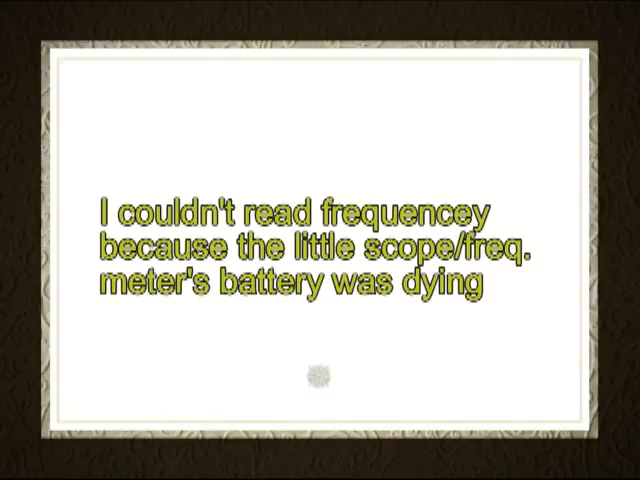 I couldn't read frequencey
because the little scope/freq.
meter's battery was dying